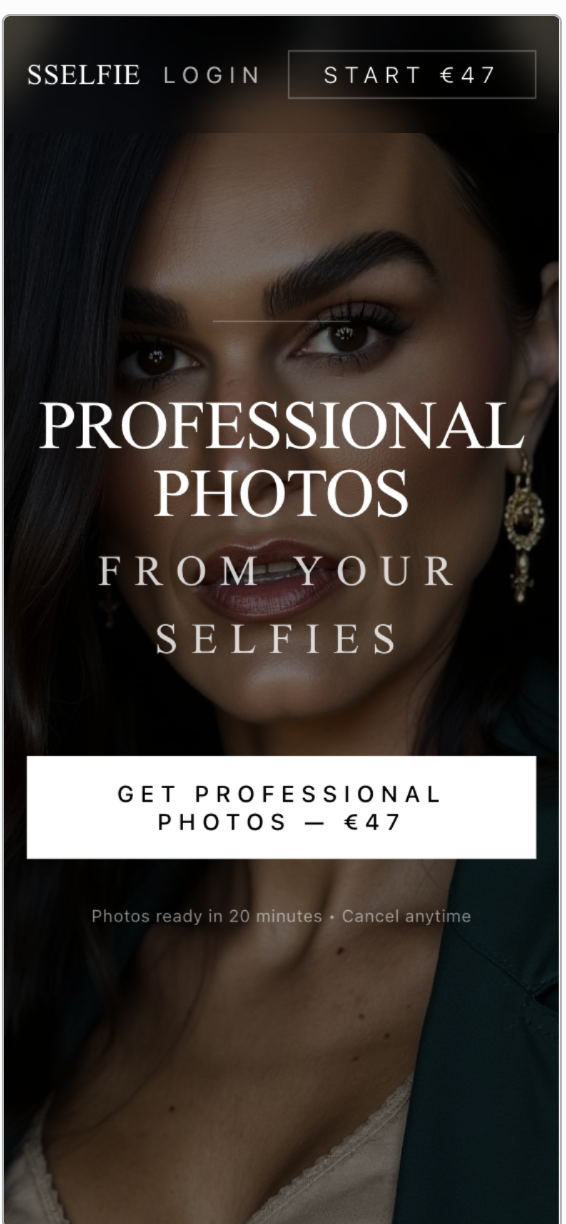 SSELFIE LOGIN START €47
PROFESSIONAL
PHOTOS
FROM YOUR
SELFIES
GET PROFESSIONAL
PHOTOS — €47
Photos ready in 20 minutes • Cancel anytime